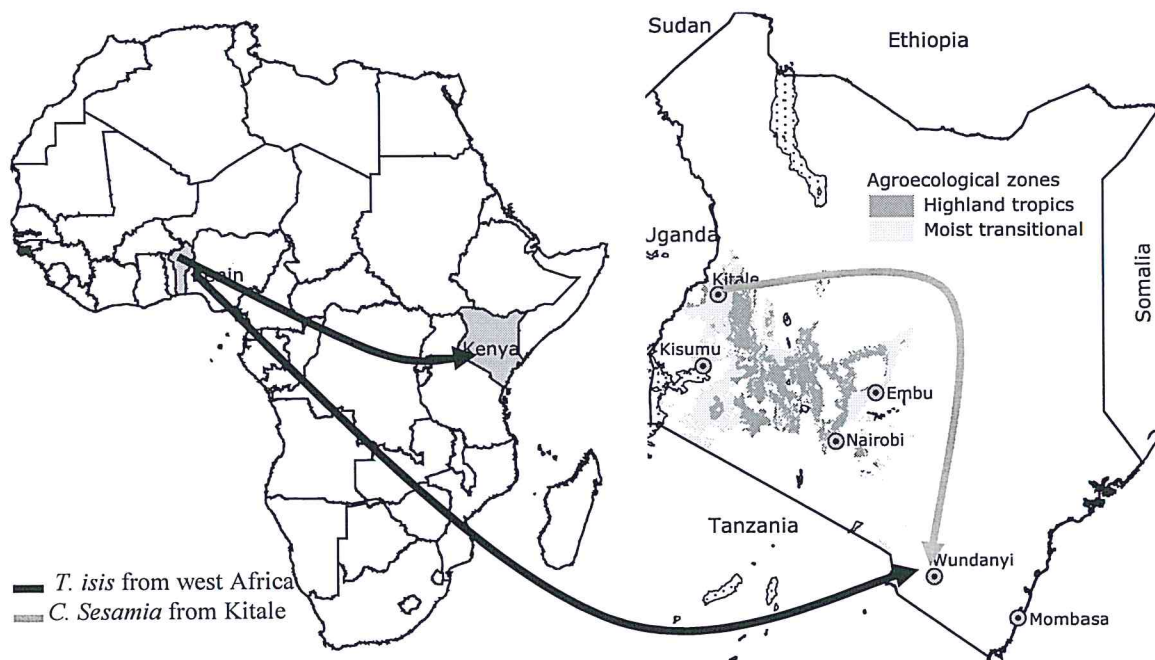 Sudan
Ethiopia
Agroecological zones
Highland tropics
Moist transitional
Jganda
Somalia
Kitale
Kisumu
Embu
Nairobi
Kenya
Tanzania
Wundanyi
Mombasa
T. isis from west Africa
C. Sesamia from Kitale